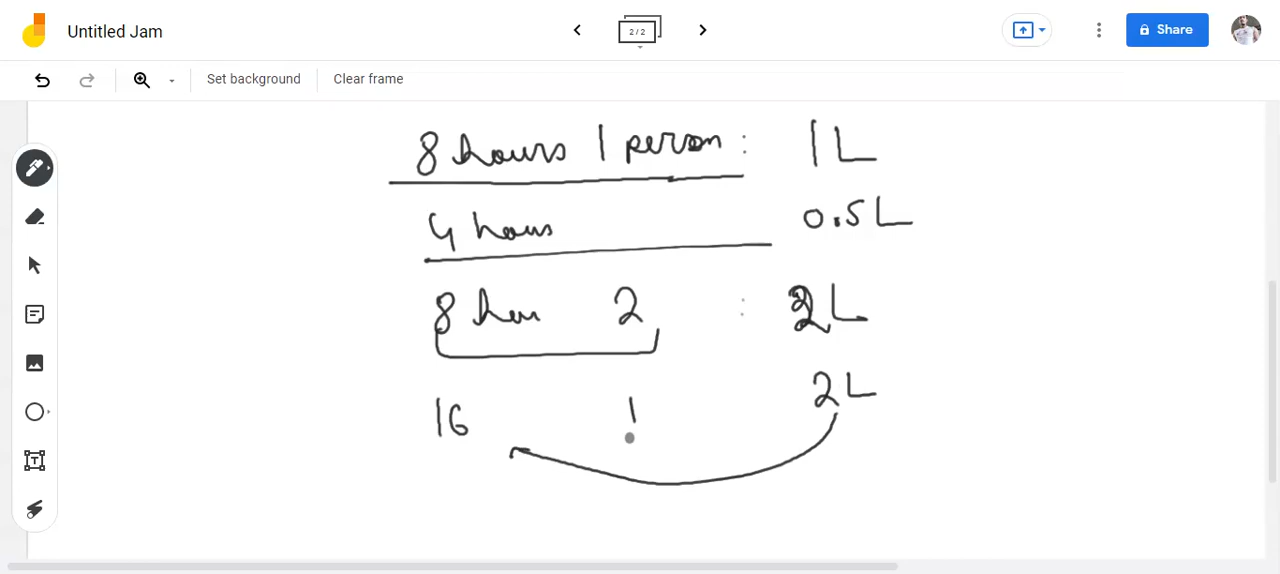 Untitled Jam
2 / 2
Share
Set background
Clear frame
8 hours 1 person : 1L
4 hours 0.5L
8 hour 2 : 2L
16 1 2L